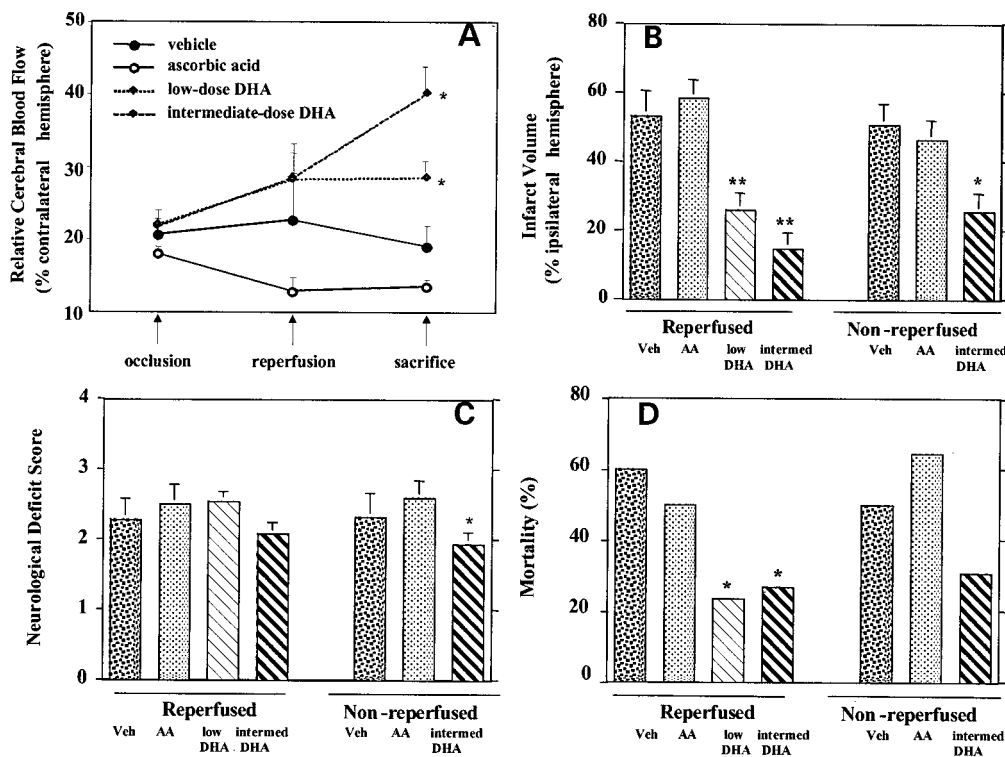 A
Relative Cerebral Blood Flow
(% contralateral hemisphere)
50
40
30
20
10
vehicle
ascorbic acid
low-dose DHA
intermediate-dose DHA
*
*
occlusion reperfusion sacrifice
B
Infarct Volume
(% ipsilateral hemisphere)
80
60
40
20
0
** ** *
Reperfused Non-reperfused
Veh AA low DHA intermed DHA Veh AA intermed DHA
C
Neurological Deficit Score
4
3
2
1
0
*
Reperfused Non-reperfused
Veh AA low DHA intermed DHA Veh AA intermed DHA
D
Mortality (%)
80
60
40
20
0
* *
Reperfused Non-reperfused
Veh AA low DHA intermed DHA Veh AA intermed DHA